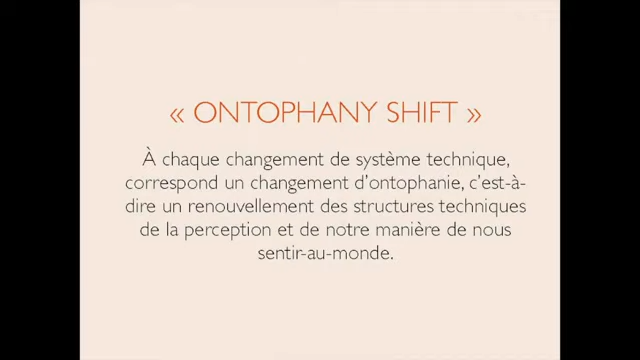 « ONTOPHANY SHIFT »
À chaque changement de système technique,
correspond un changement d’ontophanie, c’est-à-
dire un renouvellement des structures techniques
de la perception et de notre manière de nous
sentir-au-monde.